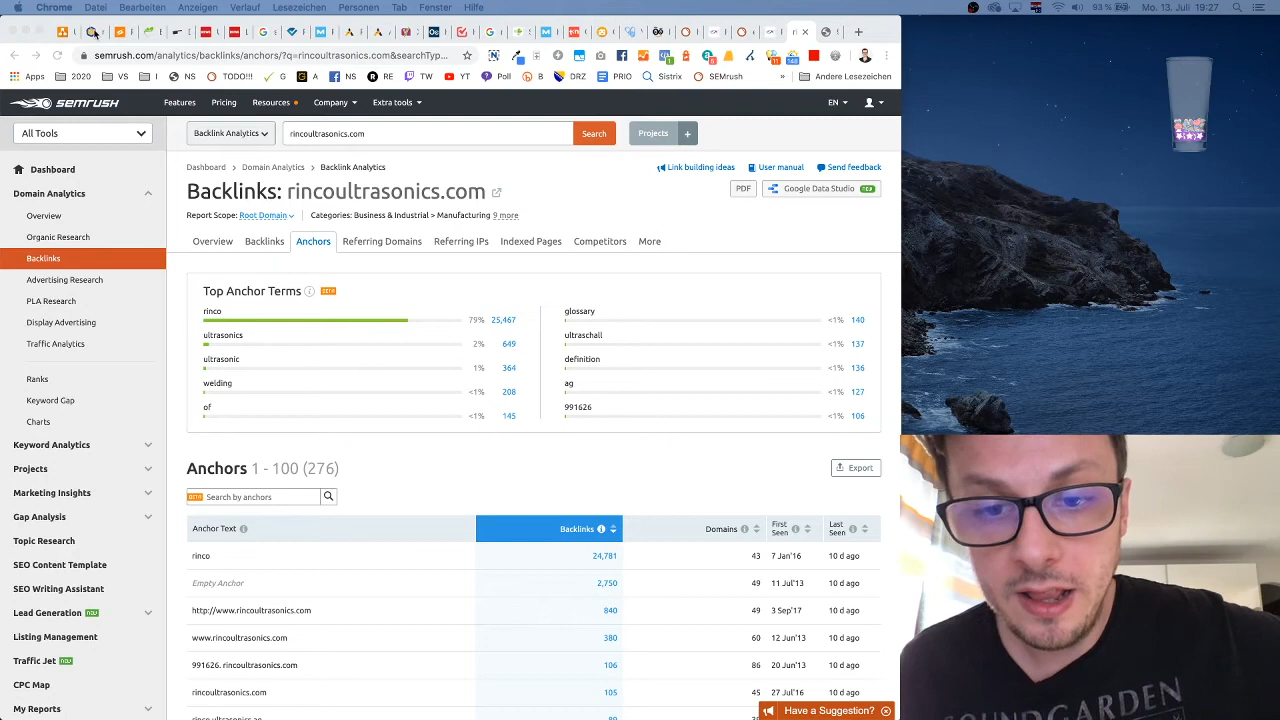 Chrome Datei Bearbeiten Anzeigen Verlauf Lesezeichen Personen Tab Fenster Hilfe 93 % Mo. 13. Juli 19:27
semrush.com/analytics/backlinks/anchors/?q=rincoultrasonics.com&searchTyp...
Apps 2020 VS I NS TODO!!! G AAA NS RE TW YT Poll B DRZ PRIO Sistrix SEMrush » Andere Lesezeichen
SEMRUSH Features Pricing Resources Company Extra tools EN
All Tools
Backlink Analytics rincoultrasonics.com Search Projects +
Dashboard
Domain Analytics
Overview
Organic Research
Backlinks
Advertising Research
PLA Research
Display Advertising
Traffic Analytics
Ranks
Keyword Gap
Charts
Keyword Analytics
Projects
Marketing Insights
Gap Analysis
Topic Research
SEO Content Template
SEO Writing Assistant
Lead Generation NEW
Listing Management
Traffic Jet NEW
CPC Map
My Reports
Dashboard > Domain Analytics > Backlink Analytics
Link building ideas User manual Send feedback
Backlinks: rincoultrasonics.com
PDF Google Data Studio NEW
Report Scope: Root Domain Categories: Business & Industrial > Manufacturing 9 more
Overview Backlinks Anchors Referring Domains Referring IPs Indexed Pages Competitors More
Top Anchor Terms BETA
rinco 79% 25,467
ultrasonics 2% 649
ultrasonic 1% 364
welding <1% 208
of <1% 145
glossary <1% 140
ultraschall <1% 137
definition <1% 136
ag <1% 127
991626 <1% 106
Anchors 1 - 100 (276)
Export
BETA Search by anchors
Anchor Text Backlinks Domains First Seen Last Seen
rinco 24,781 43 7 Jan'16 10 d ago
Empty Anchor 2,750 49 11 Jul'13 10 d ago
http://www.rincoultrasonics.com 840 49 3 Sep'17 10 d ago
www.rincoultrasonics.com 380 60 12 Jun'13 10 d ago
991626. rincoultrasonics.com 106 86 20 Jun'13 10 d ago
rincoultrasonics.com 105 45 27 Jul'16 10 d ago
Have a Suggestion?
SOUNDGARDEN